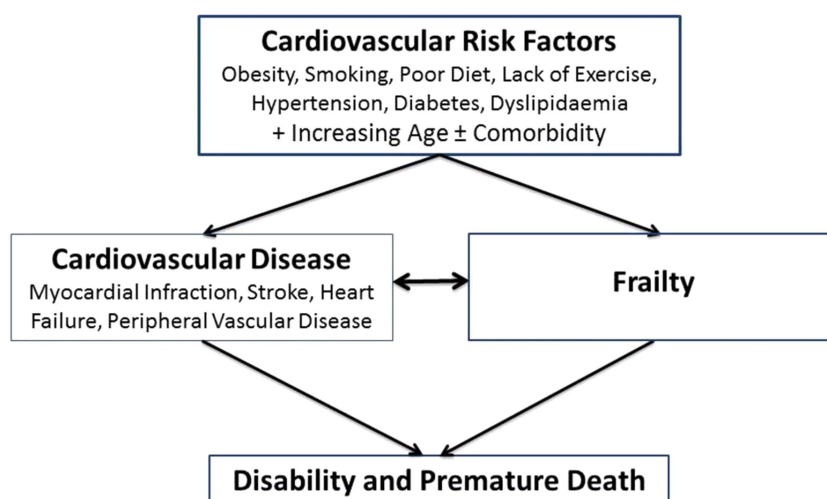 Cardiovascular Risk Factors
Obesity, Smoking, Poor Diet, Lack of Exercise,
Hypertension, Diabetes, Dyslipidaemia
+ Increasing Age ± Comorbidity
Cardiovascular Disease
Myocardial Infraction, Stroke, Heart
Failure, Peripheral Vascular Disease
Frailty
Disability and Premature Death